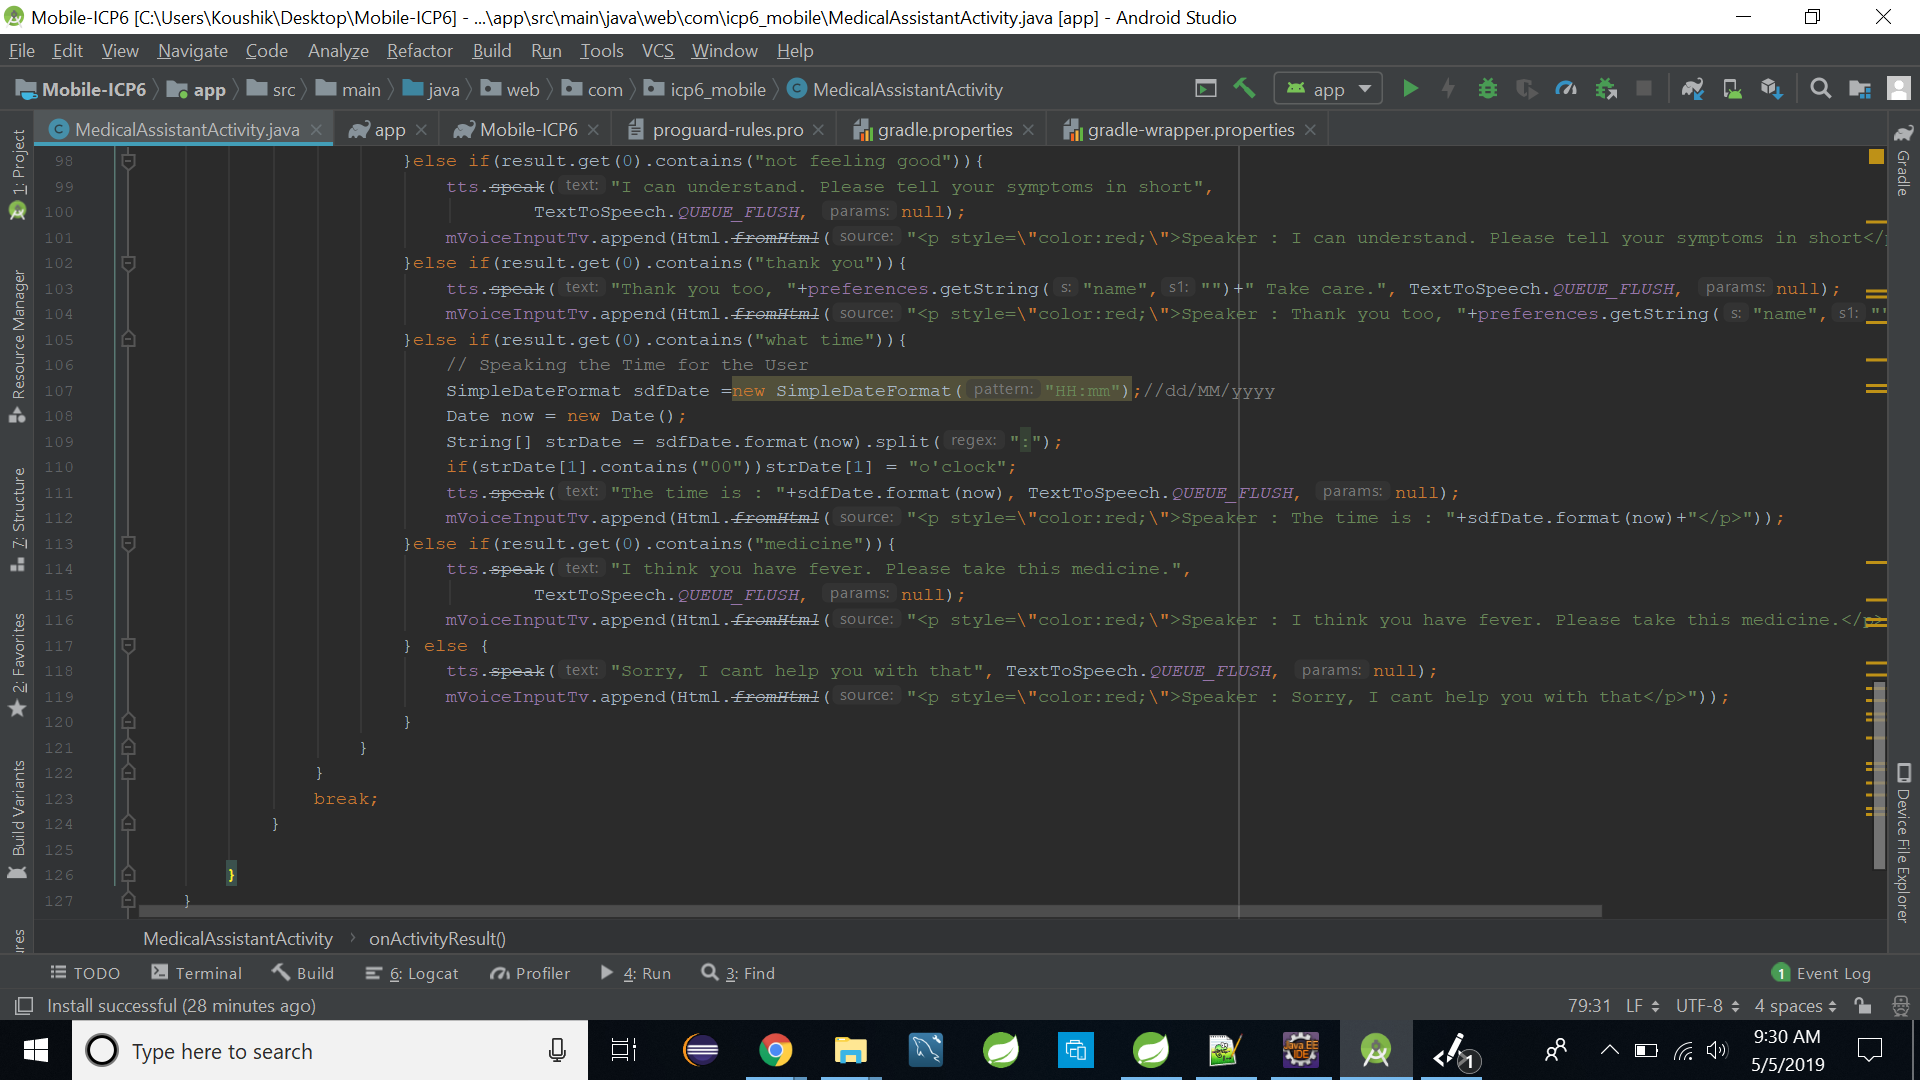 Mobile-ICP6 [C:\Users\Koushik\Desktop\Mobile-ICP6] - ...\app\src\main\java\web\com\icp6_mobile\MedicalAssistantActivity.java [app] - Android Studio
File Edit View Navigate Code Analyze Refactor Build Run Tools VCS Window Help
Mobile-ICP6 app src main java web com icp6_mobile MedicalAssistantActivity app
MedicalAssistantActivity.java app Mobile-ICP6 proguard-rules.pro gradle.properties gradle-wrapper.properties
1: Project
Resource Manager
7: Structure
2: Favorites
Build Variants
Gradle
Device File Explorer
98 }else if(result.get(0).contains("not feeling good")){
99 tts.speak( text: "I can understand. Please tell your symptoms in short",
100 TextToSpeech.QUEUE_FLUSH, params: null);
101 mVoiceInputTv.append(Html.fromHtml( source: "<p style=\"color:red;\">Speaker : I can understand. Please tell your symptoms in short</
102 }else if(result.get(0).contains("thank you")){
103 tts.speak( text: "Thank you too, "+preferences.getString( s: "name", s1: "")+" Take care.", TextToSpeech.QUEUE_FLUSH, params: null);
104 mVoiceInputTv.append(Html.fromHtml( source: "<p style=\"color:red;\">Speaker : Thank you too, "+preferences.getString( s: "name", s1: ""
105 }else if(result.get(0).contains("what time")){
106 // Speaking the Time for the User
107 SimpleDateFormat sdfDate =new SimpleDateFormat( pattern: "HH:mm");//dd/MM/yyyy
108 Date now = new Date();
109 String[] strDate = sdfDate.format(now).split( regex: ":");
110 if(strDate[1].contains("00"))strDate[1] = "o'clock";
111 tts.speak( text: "The time is : "+sdfDate.format(now), TextToSpeech.QUEUE_FLUSH, params: null);
112 mVoiceInputTv.append(Html.fromHtml( source: "<p style=\"color:red;\">Speaker : The time is : "+sdfDate.format(now)+"</p>"));
113 }else if(result.get(0).contains("medicine")){
114 tts.speak( text: "I think you have fever. Please take this medicine.",
115 TextToSpeech.QUEUE_FLUSH, params: null);
116 mVoiceInputTv.append(Html.fromHtml( source: "<p style=\"color:red;\">Speaker : I think you have fever. Please take this medicine.</p>
117 } else {
118 tts.speak( text: "Sorry, I cant help you with that", TextToSpeech.QUEUE_FLUSH, params: null);
119 mVoiceInputTv.append(Html.fromHtml( source: "<p style=\"color:red;\">Speaker : Sorry, I cant help you with that</p>"));
120 }
121 }
122 }
123 break;
124 }
125
126 }
127 }
MedicalAssistantActivity onActivityResult()
TODO Terminal Build 6: Logcat Profiler 4: Run 3: Find 1 Event Log
Install successful (28 minutes ago) 79:31 LF UTF-8 4 spaces
Type here to search
Java EE IDE
1
9:30 AM
5/5/2019